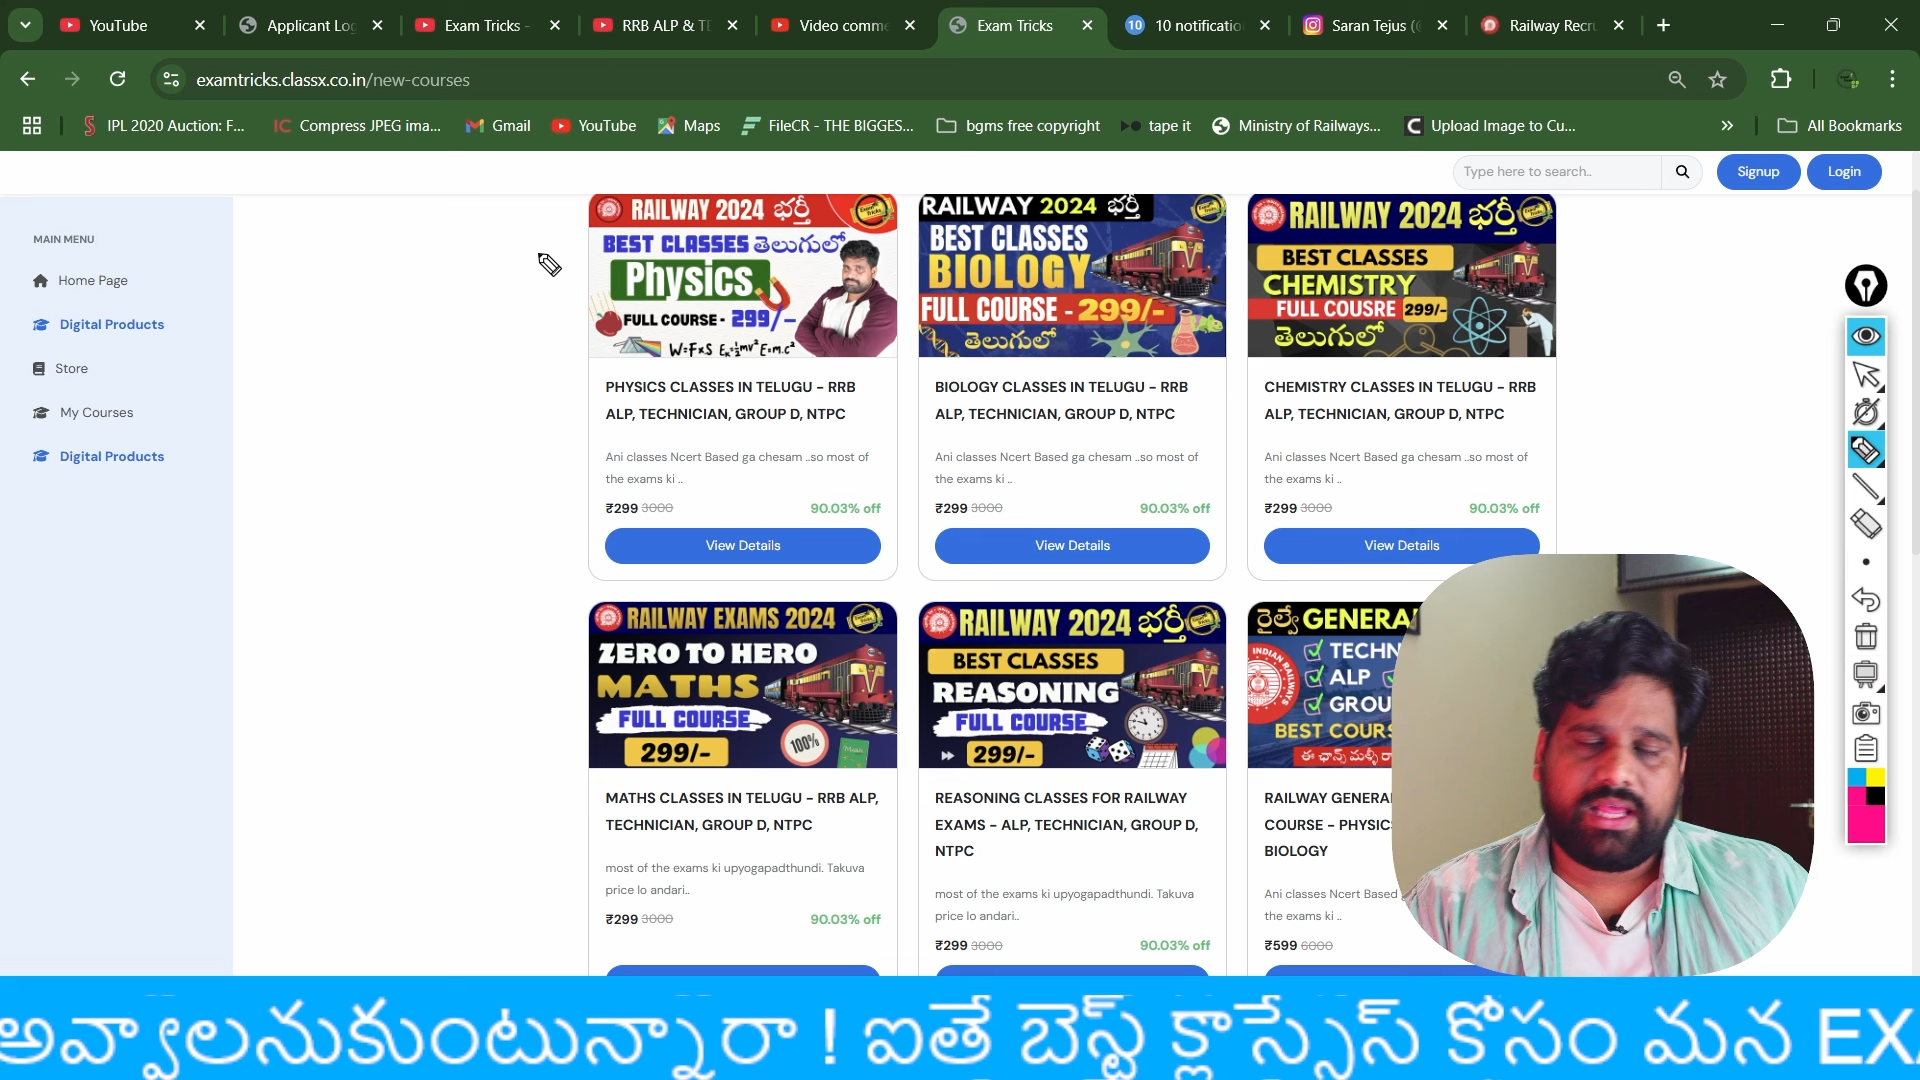 YouTube
Applicant Log
Exam Tricks -
RRB ALP & TE
Video comme
Exam Tricks
10 notificatio
Saran Tejus (
Railway Recru
examtricks.classx.co.in/new-courses
IPL 2020 Auction: F...
Compress JPEG ima...
Gmail
YouTube
Maps
FileCR - THE BIGGES...
bgms free copyright
tape it
Ministry of Railways...
Upload Image to Cu...
All Bookmarks
Type here to search..
Signup
Login
MAIN MENU
Home Page
Digital Products
Store
My Courses
Digital Products
RAILWAY 2024 భర్తీ
BEST CLASSES తెలుగులో
Physics
FULL COURSE - 299/-
PHYSICS CLASSES IN TELUGU - RRB
ALP, TECHNICIAN, GROUP D, NTPC
Ani classes Ncert Based ga chesam ..so most of
the exams ki ..
₹299 3000
90.03% off
View Details
RAILWAY 2024 భర్తీ
BEST CLASSES
BIOLOGY
FULL COURSE - 299/-
తెలుగులో
BIOLOGY CLASSES IN TELUGU - RRB
ALP, TECHNICIAN, GROUP D, NTPC
Ani classes Ncert Based ga chesam ..so most of
the exams ki ..
₹299 3000
90.03% off
View Details
RAILWAY 2024 భర్తీ
BEST CLASSES
CHEMISTRY
FULL COUSRE 299/-
తెలుగులో
CHEMISTRY CLASSES IN TELUGU - RRB
ALP, TECHNICIAN, GROUP D, NTPC
Ani classes Ncert Based ga chesam ..so most of
the exams ki ..
₹299 3000
90.03% off
View Details
RAILWAY EXAMS 2024
ZERO TO HERO
MATHS
FULL COURSE
299/-
100%
MATHS CLASSES IN TELUGU - RRB ALP,
TECHNICIAN, GROUP D, NTPC
most of the exams ki upyogapadthundi. Takuva
price lo andari..
₹299 3000
90.03% off
RAILWAY 2024 భర్తీ
BEST CLASSES
REASONING
FULL COURSE
299/-
REASONING CLASSES FOR RAILWAY
EXAMS - ALP, TECHNICIAN, GROUP D,
NTPC
most of the exams ki upyogapadthundi. Takuva
price lo andari..
₹299 3000
90.03% off
రైల్వే GENERA
TECHN
ALP
GROU
BEST COURS
ఈ ఛాన్స్ మళ్ళీ రా
RAILWAY GENERA
COURSE - PHYSIC
BIOLOGY
Ani classes Ncert Based
the exams ki ..
₹599 6000
అవ్వాలనుకుంటున్నారా ! ఐతే బెస్ట్ క్లాస్సేస్ కోసం మన EXA